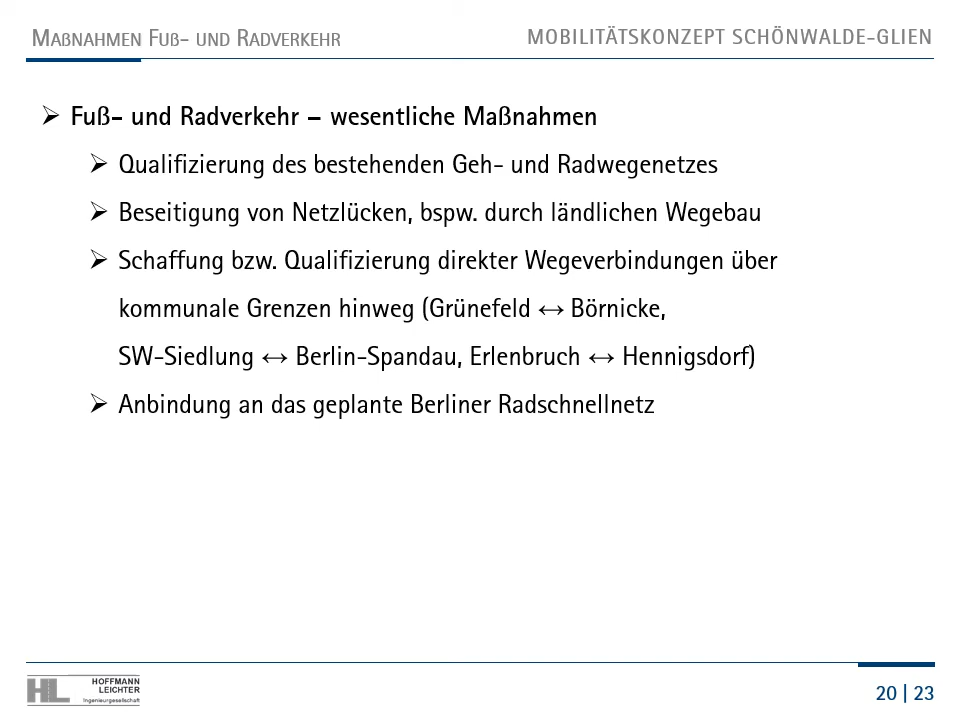 Maßnahmen Fuß- und Radverkehr
MOBILITÄTSKONZEPT SCHÖNWALDE-GLIEN
➢ Fuß- und Radverkehr – wesentliche Maßnahmen
➢ Qualifizierung des bestehenden Geh- und Radwegenetzes
➢ Beseitigung von Netzlücken, bspw. durch ländlichen Wegebau
➢ Schaffung bzw. Qualifizierung direkter Wegeverbindungen über
kommunale Grenzen hinweg (Grünefeld ↔ Börnicke,
SW-Siedlung ↔ Berlin-Spandau, Erlenbruch ↔ Hennigsdorf)
➢ Anbindung an das geplante Berliner Radschnellnetz
HL
HOFFMANN
LEICHTER
Ingenieurgesellschaft
20 | 23